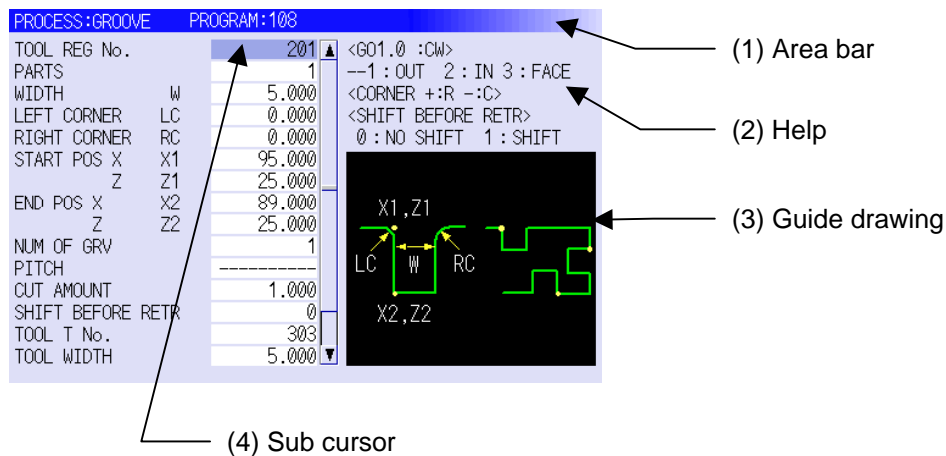 PROCESS:GROOVE PROGRAM:108
TOOL REG No. 201
PARTS 1
WIDTH W 5.000
LEFT CORNER LC 0.000
RIGHT CORNER RC 0.000
START POS X X1 95.000
Z Z1 25.000
END POS X X2 89.000
Z Z2 25.000
NUM OF GRV 1
PITCH ----------
CUT AMOUNT 1.000
SHIFT BEFORE RETR 0
TOOL T No. 303
TOOL WIDTH 5.000
<G01.0 :CW>
--1:OUT 2:IN 3:FACE
<CORNER +:R -:C>
<SHIFT BEFORE RETR>
0:NO SHIFT 1:SHIFT
X1,Z1
LC W RC
X2,Z2
(1) Area bar
(2) Help
(3) Guide drawing
(4) Sub cursor